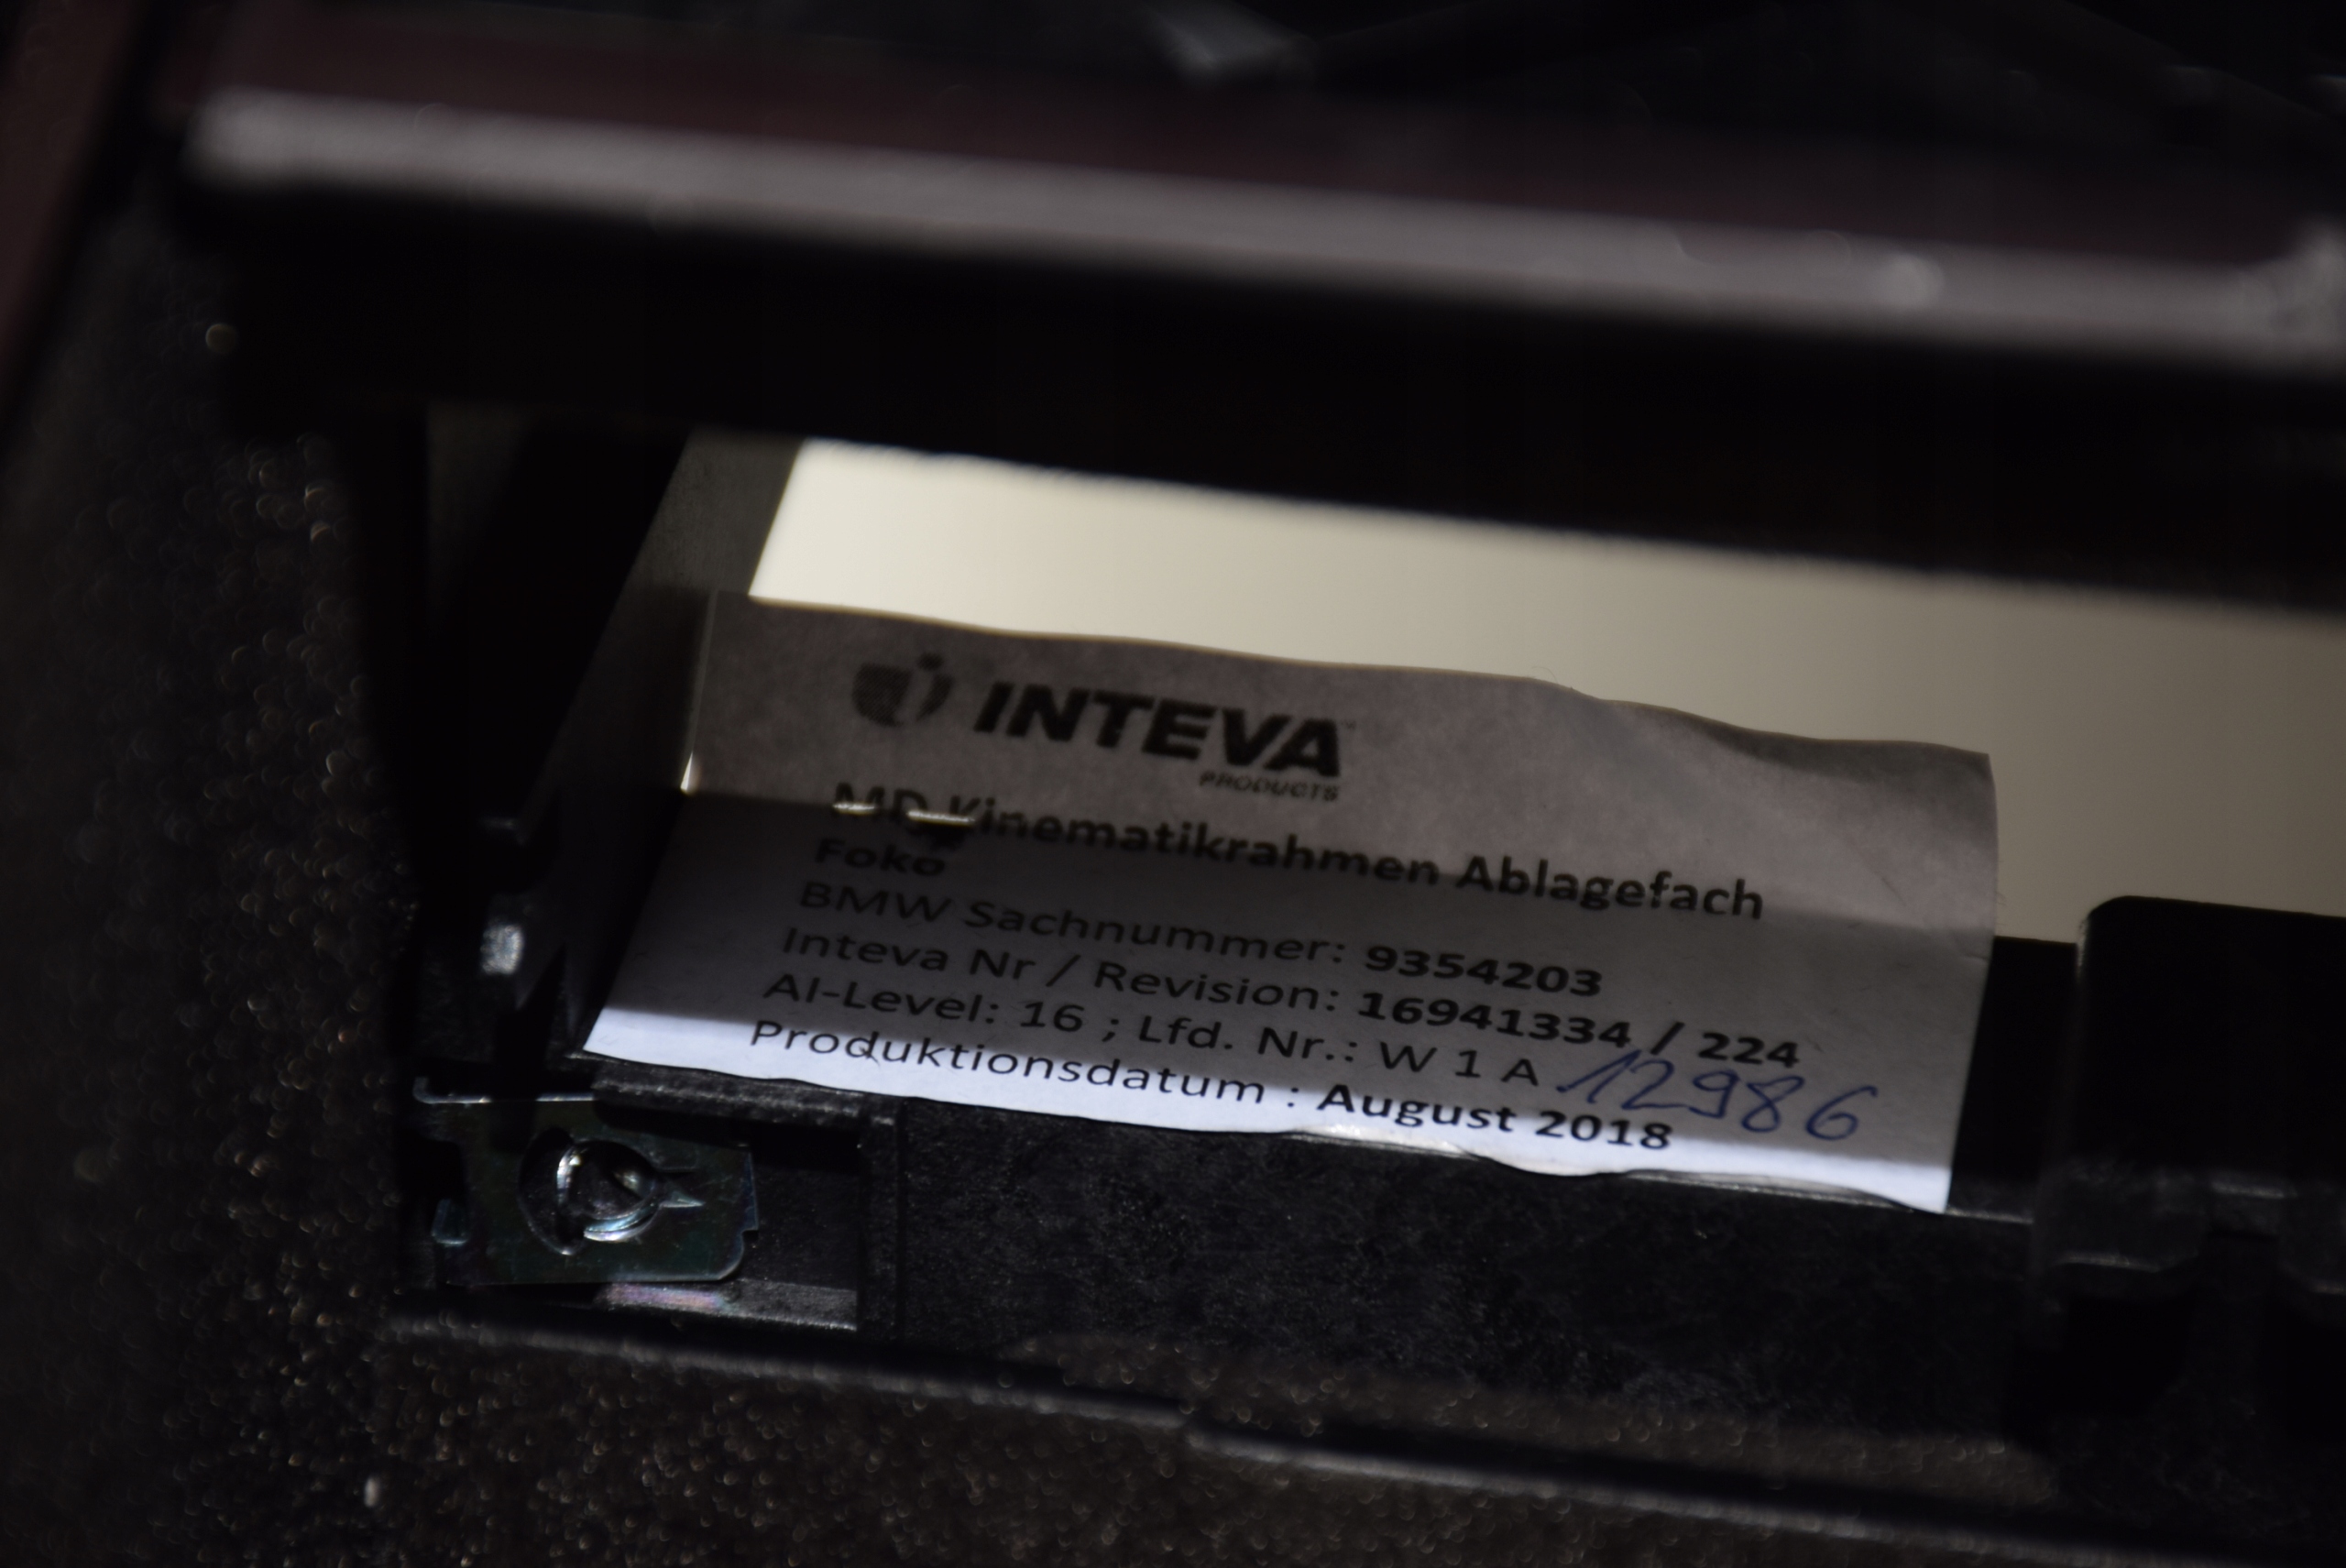 INTEVA
PRODUCTS
MD Kinematikrahmen Ablagefach
Foko
BMW Sachnummer: 9354203
Inteva Nr / Revision: 16941334 / 224
AI-Level: 16 ; Lfd. Nr.: W 1 A 12986
Produktionsdatum : August 2018